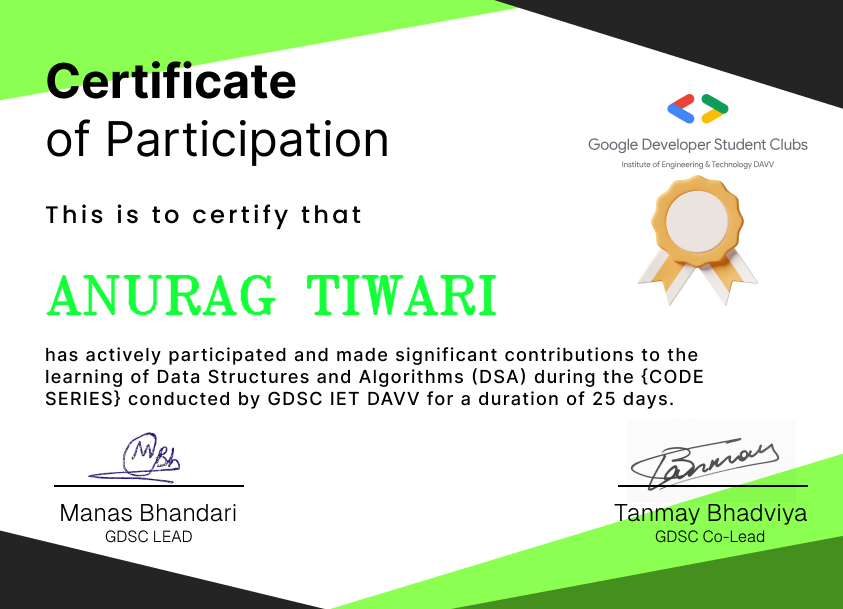 Certificate
of Participation
Google Developer Student Clubs
Institute of Engineering & Technology DAVV
This is to certify that
ANURAG TIWARI
has actively participated and made significant contributions to the
learning of Data Structures and Algorithms (DSA) during the {CODE
SERIES} conducted by GDSC IET DAVV for a duration of 25 days.
MBh
Tanmay
Manas Bhandari
GDSC LEAD
Tanmay Bhadviya
GDSC Co-Lead